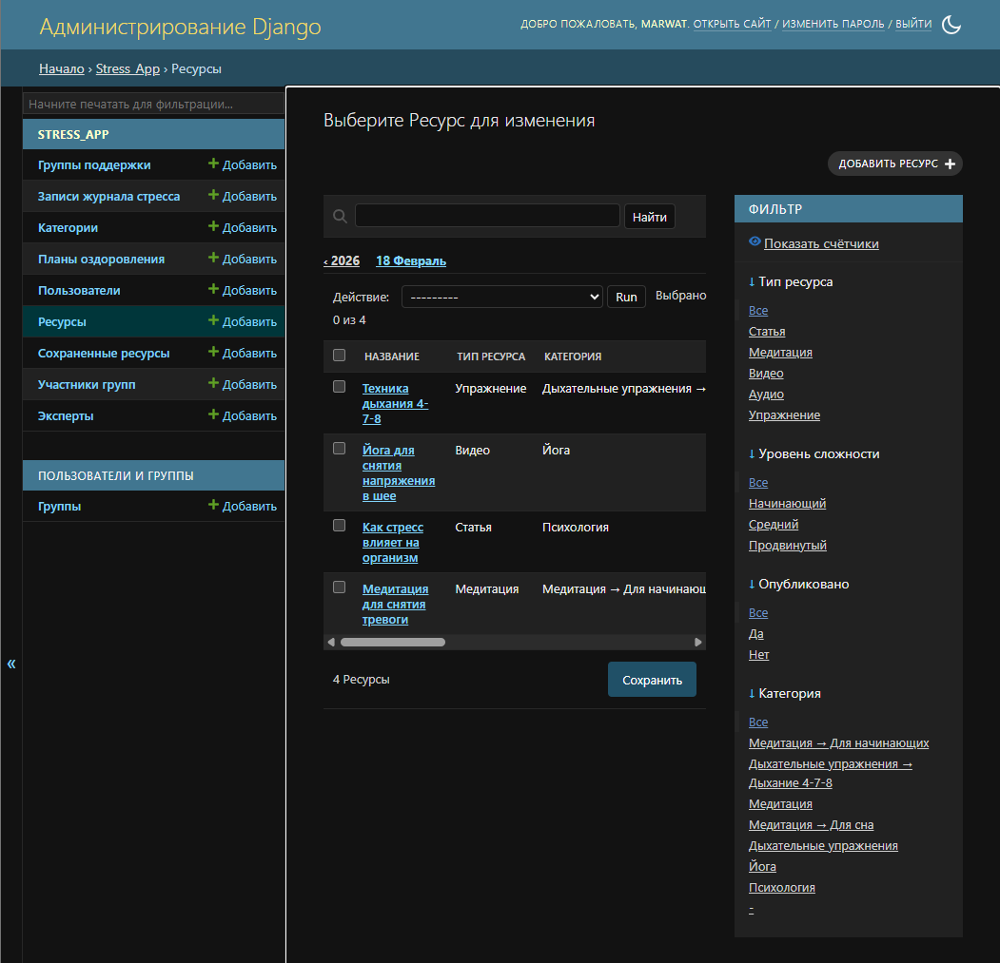 Администрирование Django
ДОБРО ПОЖАЛОВАТЬ, MARWAT. ОТКРЫТЬ САЙТ / ИЗМЕНИТЬ ПАРОЛЬ / ВЫЙТИ
Начало › Stress_App › Ресурсы
Начните печатать для фильтрации...
STRESS_APP
Группы поддержки + Добавить
Записи журнала стресса + Добавить
Категории + Добавить
Планы оздоровления + Добавить
Пользователи + Добавить
Ресурсы + Добавить
Сохраненные ресурсы + Добавить
Участники групп + Добавить
Эксперты + Добавить
ПОЛЬЗОВАТЕЛИ И ГРУППЫ
Группы + Добавить
«
Выберите Ресурс для изменения
ДОБАВИТЬ РЕСУРС +
Найти
‹ 2026 18 Февраль
Действие: --------- Run Выбрано
0 из 4
НАЗВАНИЕ ТИП РЕСУРСА КАТЕГОРИЯ
Техника Упражнение Дыхательные упражнения →
дыхания 4-
7-8
Йога для Видео Йога
снятия
напряжения
в шее
Как стресс Статья Психология
влияет на
организм
Медитация Медитация Медитация → Для начинающ
для снятия
тревоги
4 Ресурсы Сохранить
ФИЛЬТР
Показать счётчики
↓ Тип ресурса
Все
Статья
Медитация
Видео
Аудио
Упражнение
↓ Уровень сложности
Все
Начинающий
Средний
Продвинутый
↓ Опубликовано
Все
Да
Нет
↓ Категория
Все
Медитация → Для начинающих
Дыхательные упражнения →
Дыхание 4-7-8
Медитация
Медитация → Для сна
Дыхательные упражнения
Йога
Психология
-